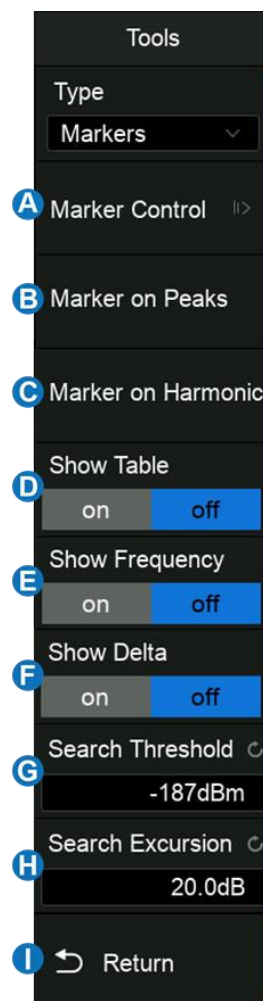 Tools
Type
Markers
A Marker Control
B Marker on Peaks
C Marker on Harmonic
Show Table
D
on off
Show Frequency
E
on off
Show Delta
F
on off
Search Threshold
G
-187dBm
Search Excursion
H
20.0dB
I Return